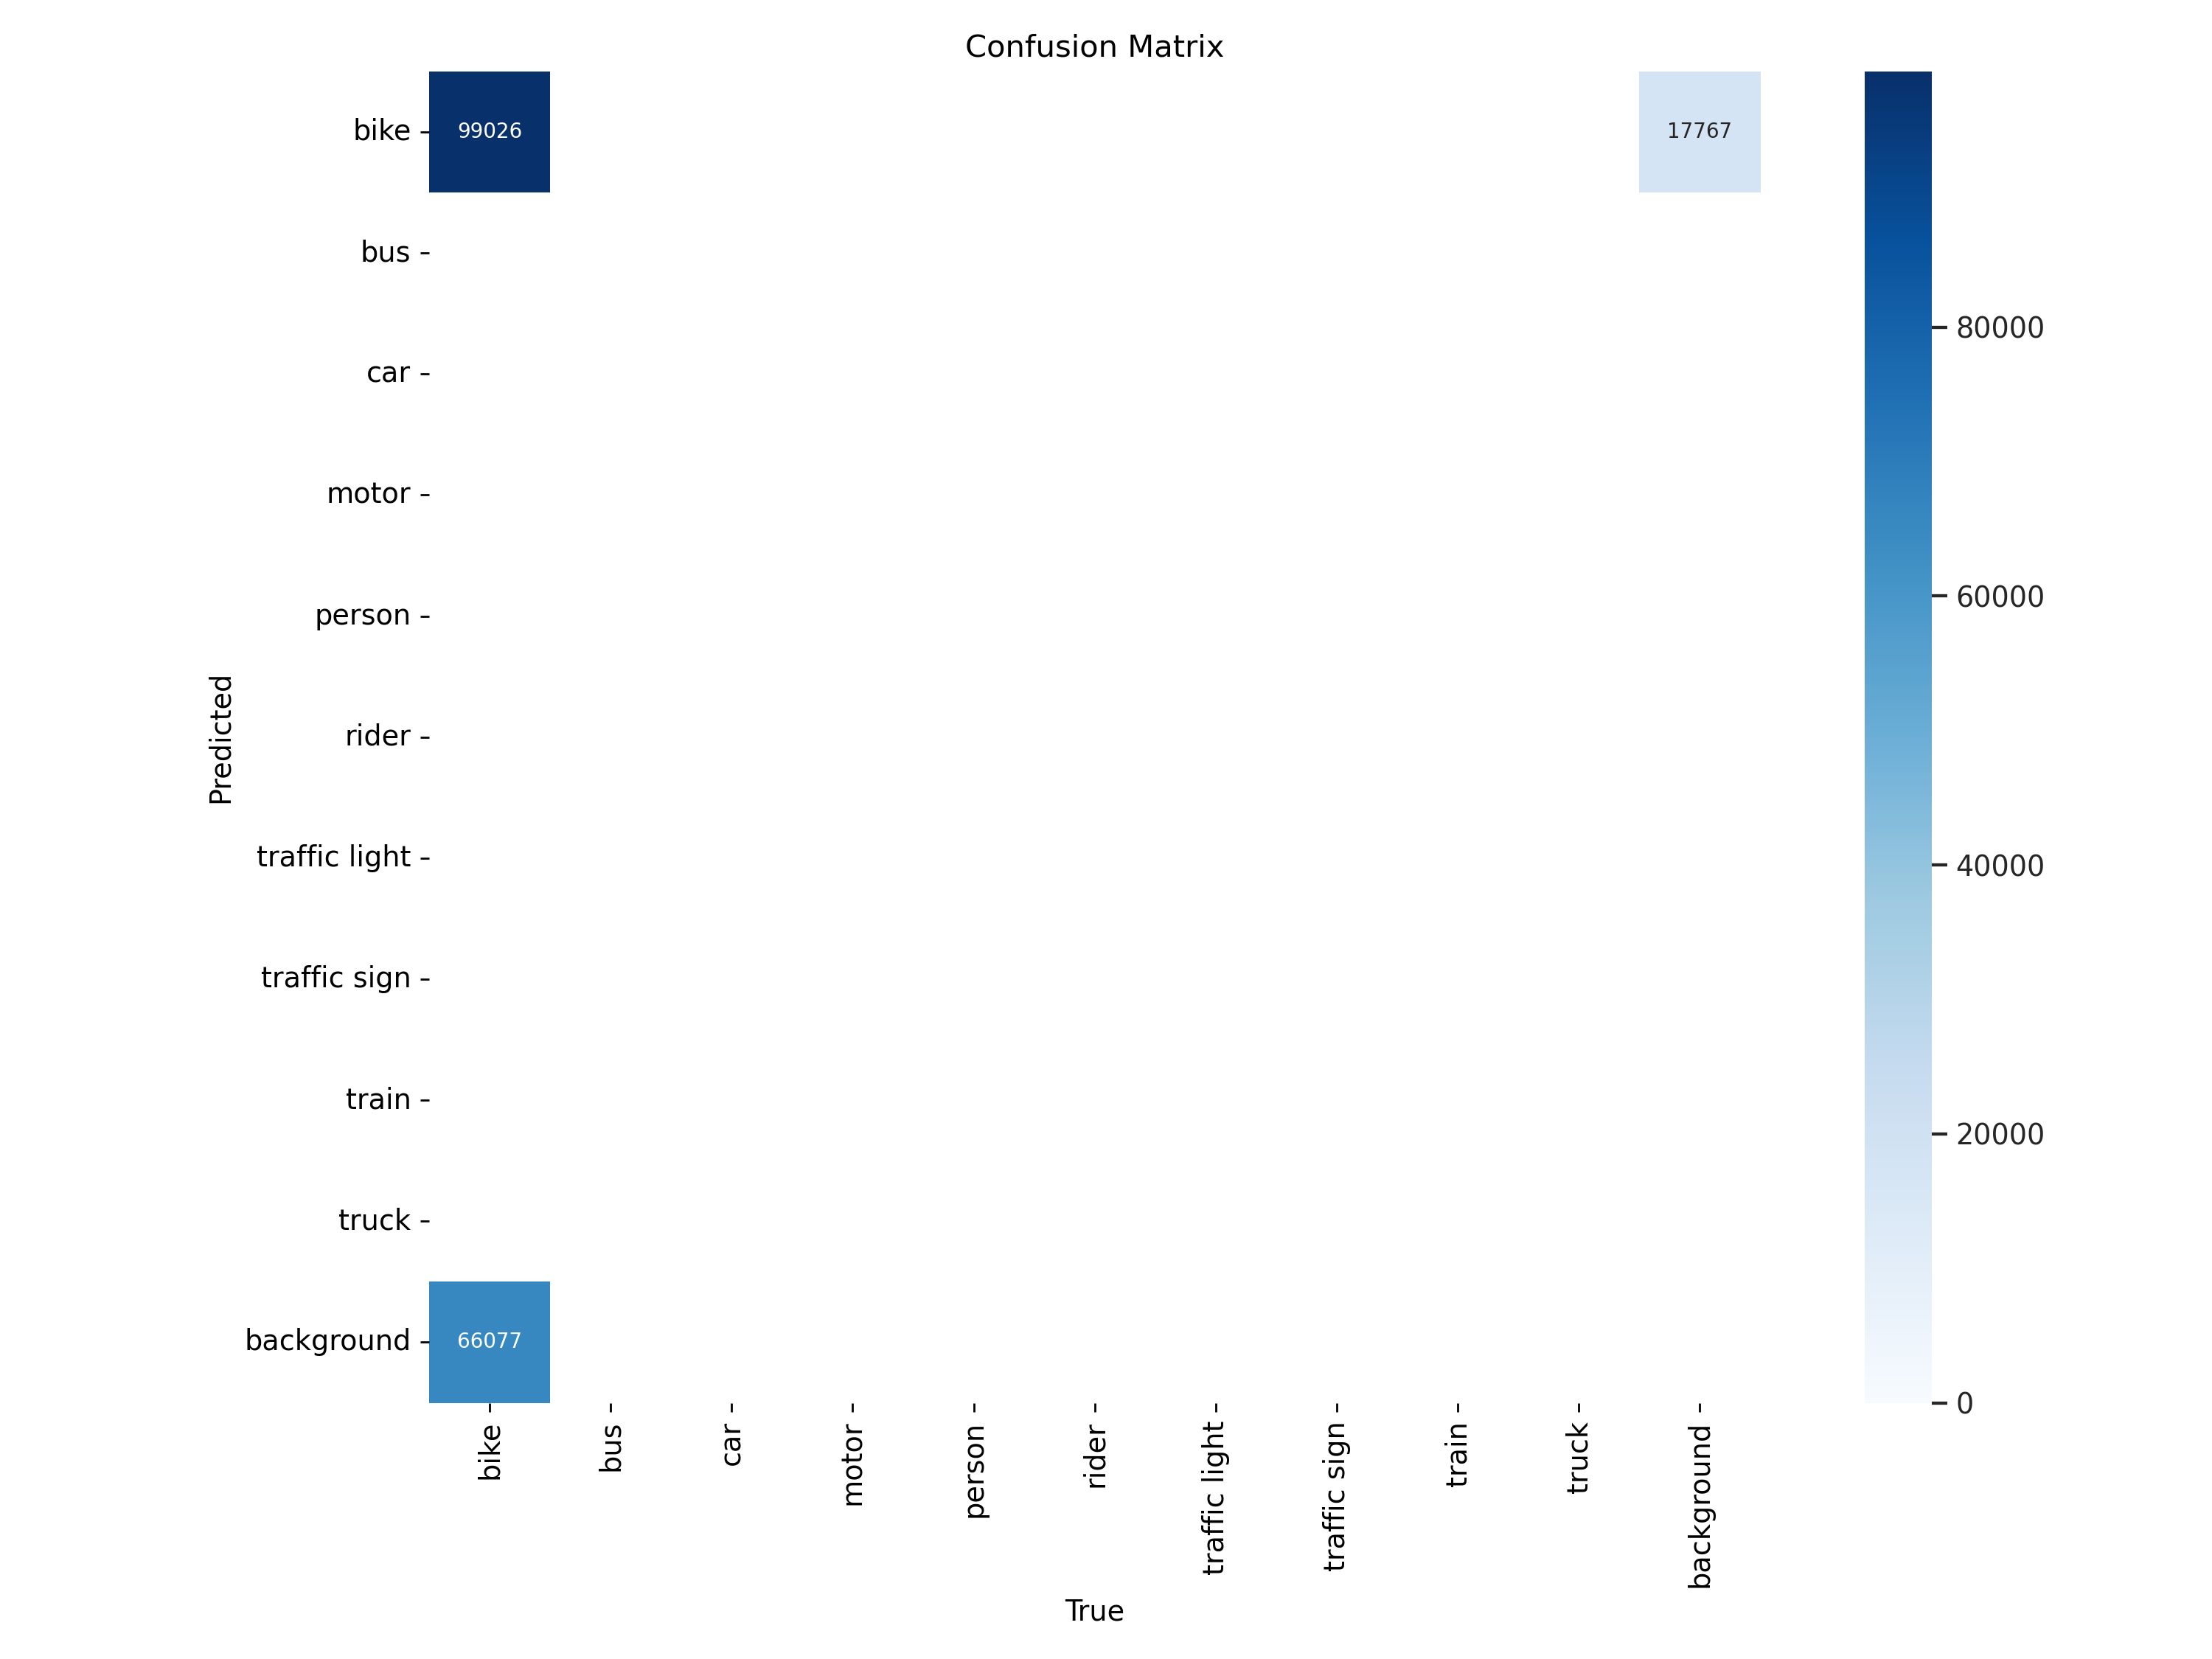 Confusion Matrix
bike
99026
17767
bus
car
motor
person
rider
traffic light
traffic sign
train
truck
background
66077
Predicted
bike
bus
car
motor
person
rider
traffic light
traffic sign
train
truck
background
True
80000
60000
40000
20000
0